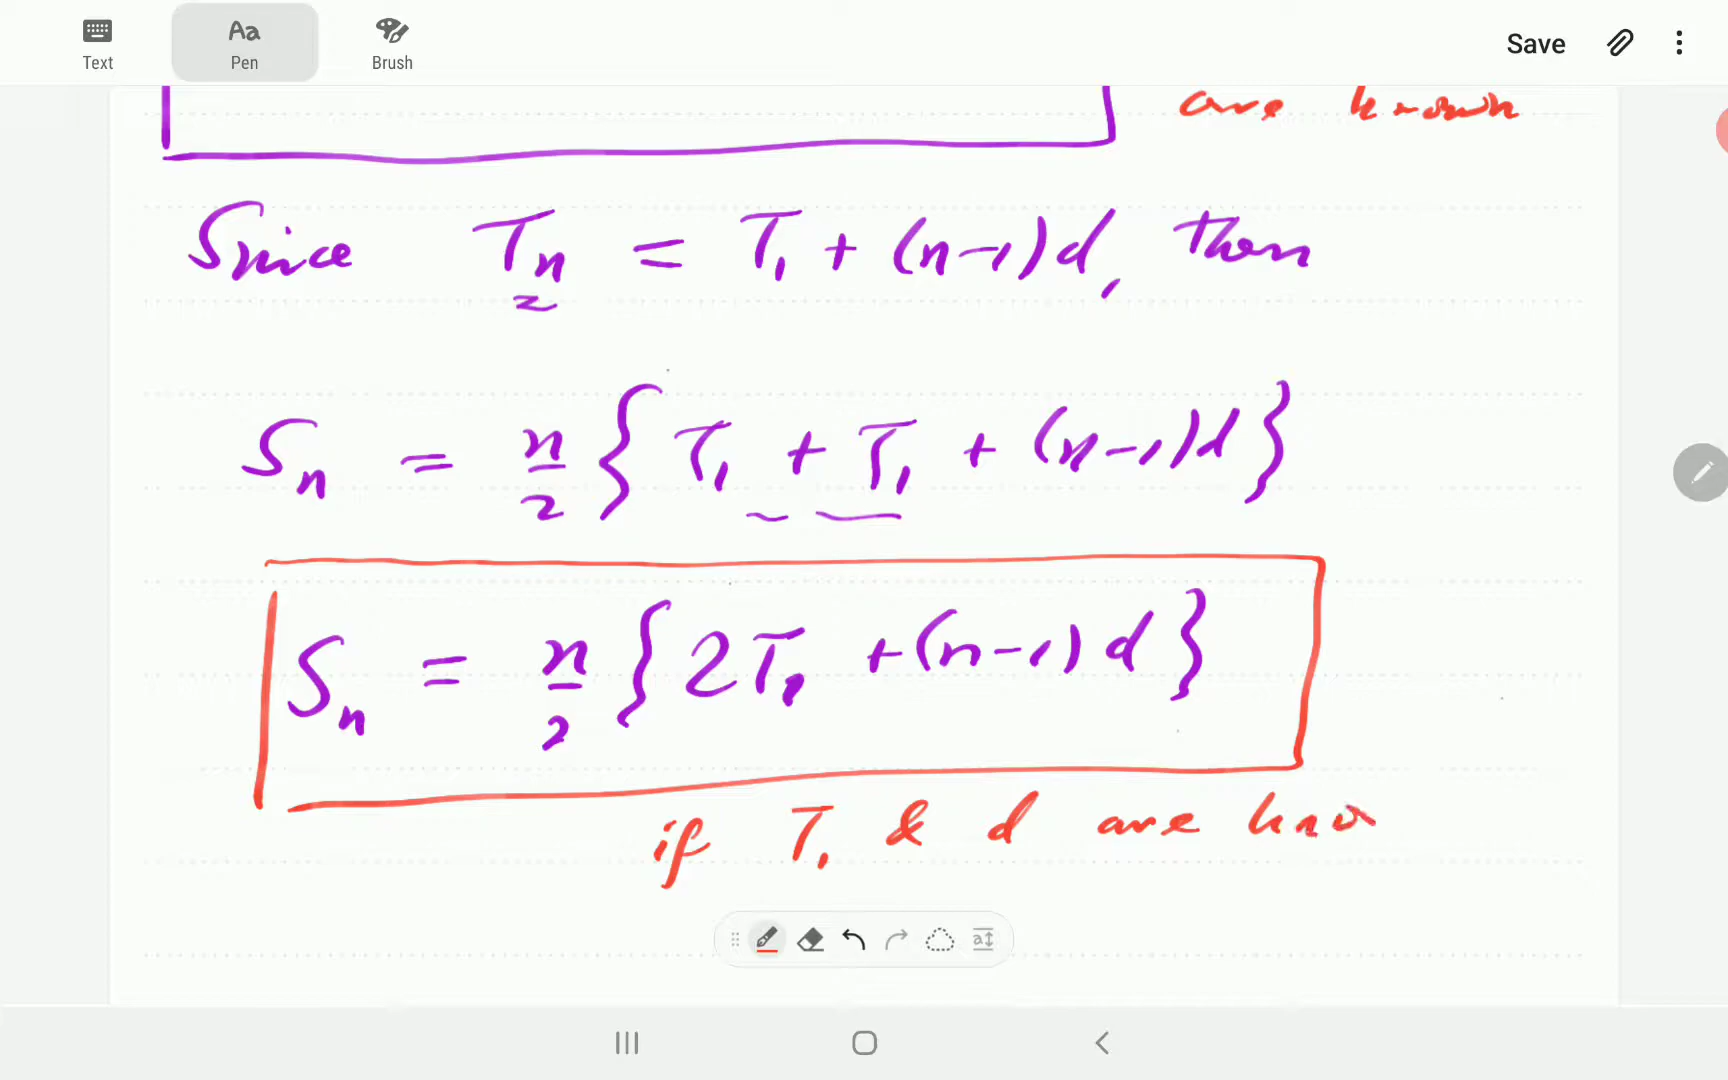 Text
Pen
Brush
Save
are known
Since Tn = T1 + (n-1)d, then
Sn = n/2 { T1 + T1 + (n-1)d }
Sn = n/2 { 2T1 + (n-1)d }
if T1 & d are kno